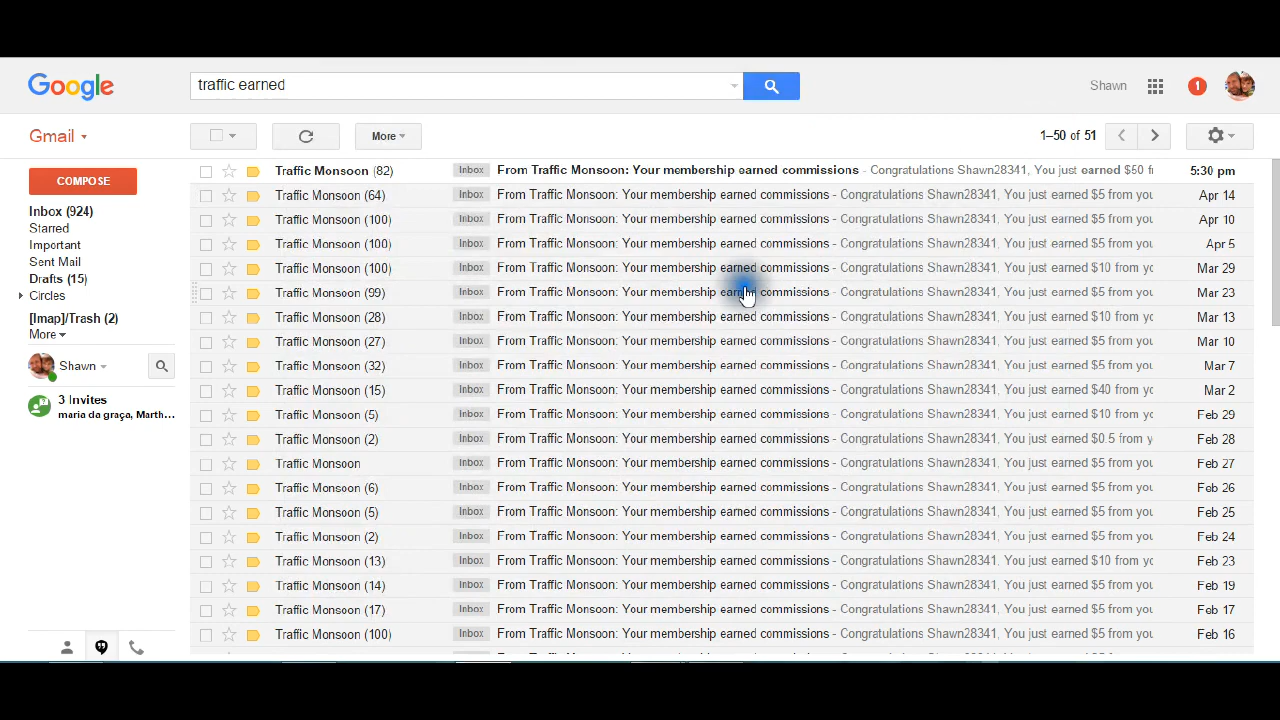 Google
traffic earned
Shawn
1
Gmail
More
1–50 of 51
COMPOSE
Inbox (924)
Starred
Important
Sent Mail
Drafts (15)
Circles
[Imap]/Trash (2)
More
Shawn
3 Invites
maria da graça, Marth...
Traffic Monsoon (82) Inbox From Traffic Monsoon: Your membership earned commissions - Congratulations Shawn28341, You just earned $50 fr 5:30 pm
Traffic Monsoon (64) Inbox From Traffic Monsoon: Your membership earned commissions - Congratulations Shawn28341, You just earned $5 from you Apr 14
Traffic Monsoon (100) Inbox From Traffic Monsoon: Your membership earned commissions - Congratulations Shawn28341, You just earned $5 from you Apr 10
Traffic Monsoon (100) Inbox From Traffic Monsoon: Your membership earned commissions - Congratulations Shawn28341, You just earned $5 from you Apr 5
Traffic Monsoon (100) Inbox From Traffic Monsoon: Your membership earned commissions - Congratulations Shawn28341, You just earned $10 from yo Mar 29
Traffic Monsoon (99) Inbox From Traffic Monsoon: Your membership earned commissions - Congratulations Shawn28341, You just earned $5 from you Mar 23
Traffic Monsoon (28) Inbox From Traffic Monsoon: Your membership earned commissions - Congratulations Shawn28341, You just earned $10 from yo Mar 13
Traffic Monsoon (27) Inbox From Traffic Monsoon: Your membership earned commissions - Congratulations Shawn28341, You just earned $5 from you Mar 10
Traffic Monsoon (32) Inbox From Traffic Monsoon: Your membership earned commissions - Congratulations Shawn28341, You just earned $5 from you Mar 7
Traffic Monsoon (15) Inbox From Traffic Monsoon: Your membership earned commissions - Congratulations Shawn28341, You just earned $40 from yo Mar 2
Traffic Monsoon (5) Inbox From Traffic Monsoon: Your membership earned commissions - Congratulations Shawn28341, You just earned $10 from yo Feb 29
Traffic Monsoon (2) Inbox From Traffic Monsoon: Your membership earned commissions - Congratulations Shawn28341, You just earned $0.5 from y Feb 28
Traffic Monsoon Inbox From Traffic Monsoon: Your membership earned commissions - Congratulations Shawn28341, You just earned $5 from you Feb 27
Traffic Monsoon (6) Inbox From Traffic Monsoon: Your membership earned commissions - Congratulations Shawn28341, You just earned $5 from you Feb 26
Traffic Monsoon (5) Inbox From Traffic Monsoon: Your membership earned commissions - Congratulations Shawn28341, You just earned $5 from you Feb 25
Traffic Monsoon (2) Inbox From Traffic Monsoon: Your membership earned commissions - Congratulations Shawn28341, You just earned $5 from you Feb 24
Traffic Monsoon (13) Inbox From Traffic Monsoon: Your membership earned commissions - Congratulations Shawn28341, You just earned $10 from yo Feb 23
Traffic Monsoon (14) Inbox From Traffic Monsoon: Your membership earned commissions - Congratulations Shawn28341, You just earned $5 from you Feb 19
Traffic Monsoon (17) Inbox From Traffic Monsoon: Your membership earned commissions - Congratulations Shawn28341, You just earned $5 from you Feb 17
Traffic Monsoon (100) Inbox From Traffic Monsoon: Your membership earned commissions - Congratulations Shawn28341, You just earned $5 from you Feb 16